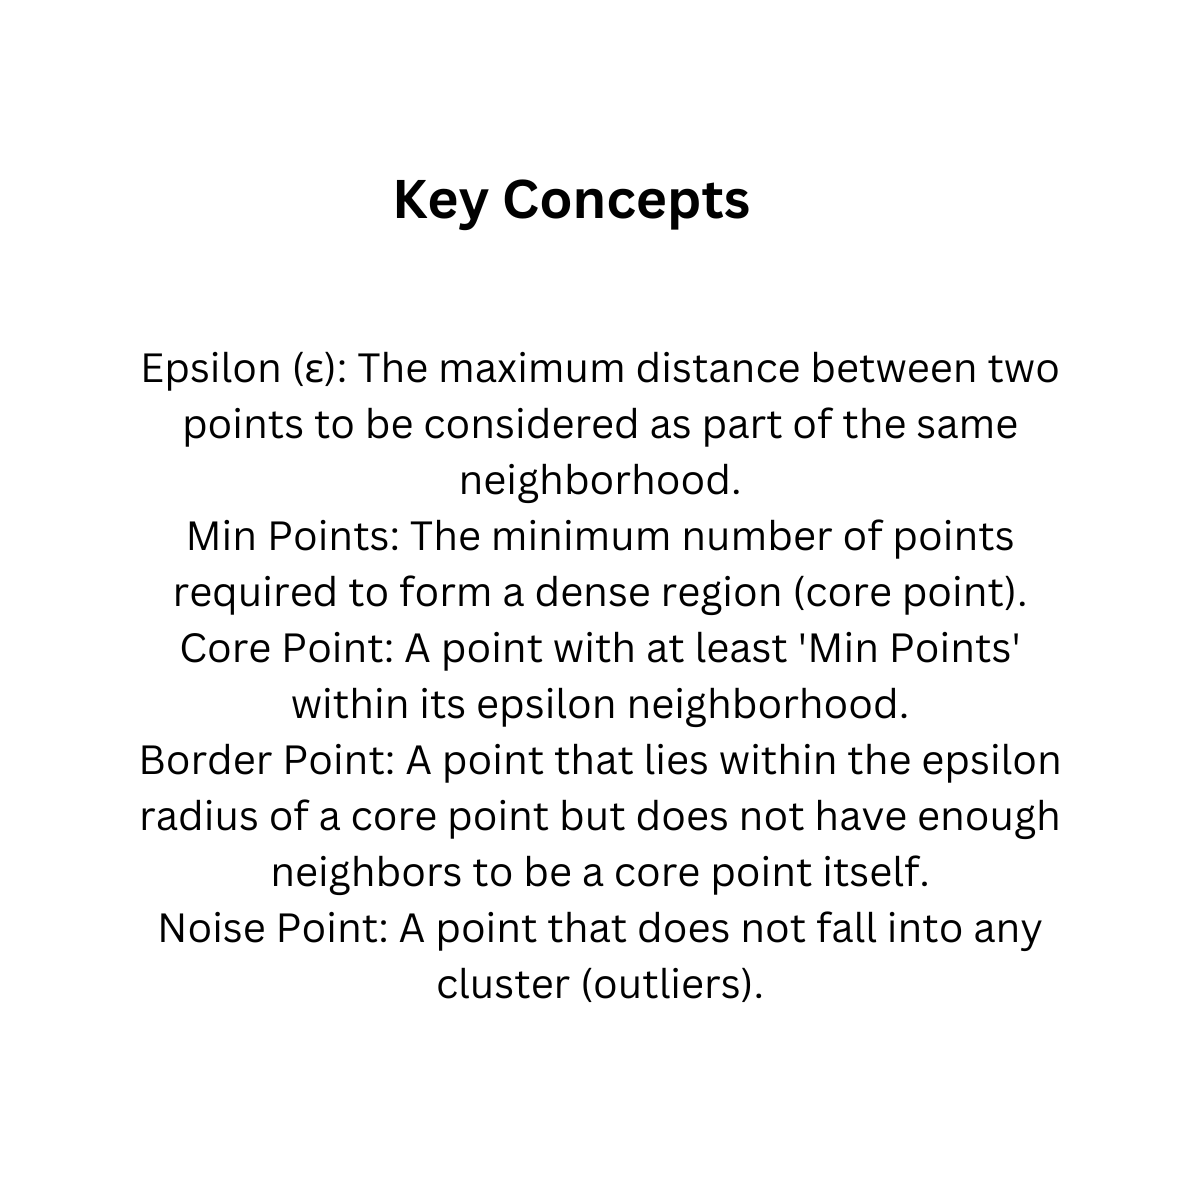 Key Concepts
Epsilon (ε): The maximum distance between two
points to be considered as part of the same
neighborhood.
Min Points: The minimum number of points
required to form a dense region (core point).
Core Point: A point with at least 'Min Points'
within its epsilon neighborhood.
Border Point: A point that lies within the epsilon
radius of a core point but does not have enough
neighbors to be a core point itself.
Noise Point: A point that does not fall into any
cluster (outliers).